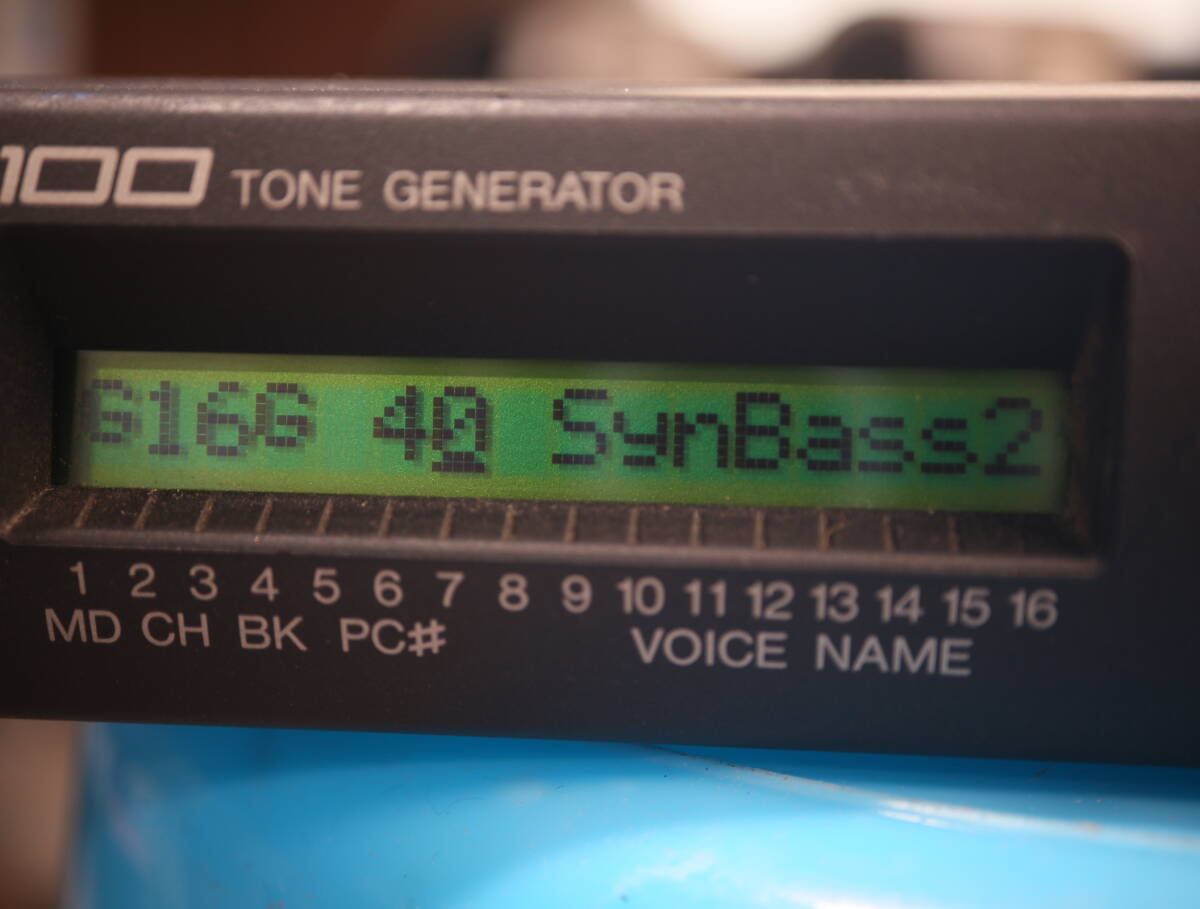 100 TONE GENERATOR
G16G 40 SynBass2
1 2 3 4 5 6 7 8 9 10 11 12 13 14 15 16
MD CH BK PC# VOICE NAME